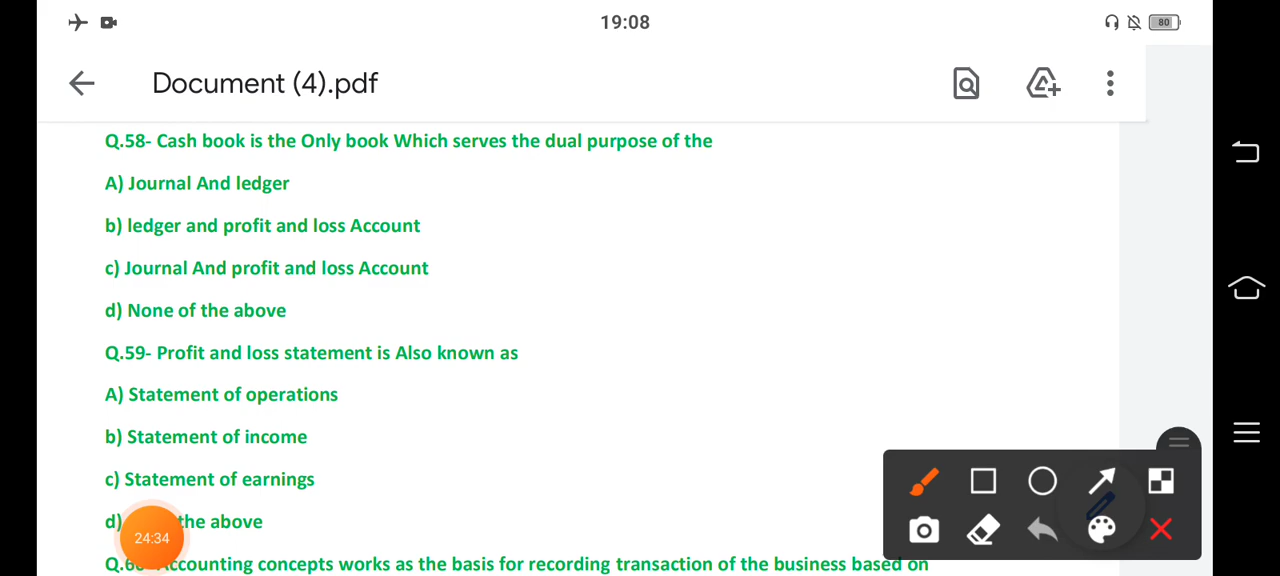 19:08
80
Document (4).pdf
Q.58- Cash book is the Only book Which serves the dual purpose of the
A) Journal And ledger
b) ledger and profit and loss Account
c) Journal And profit and loss Account
d) None of the above
Q.59- Profit and loss statement is Also known as
A) Statement of operations
b) Statement of income
c) Statement of earnings
d) the above
24:34
accounting concepts works as the basis for recording transaction of the business based on